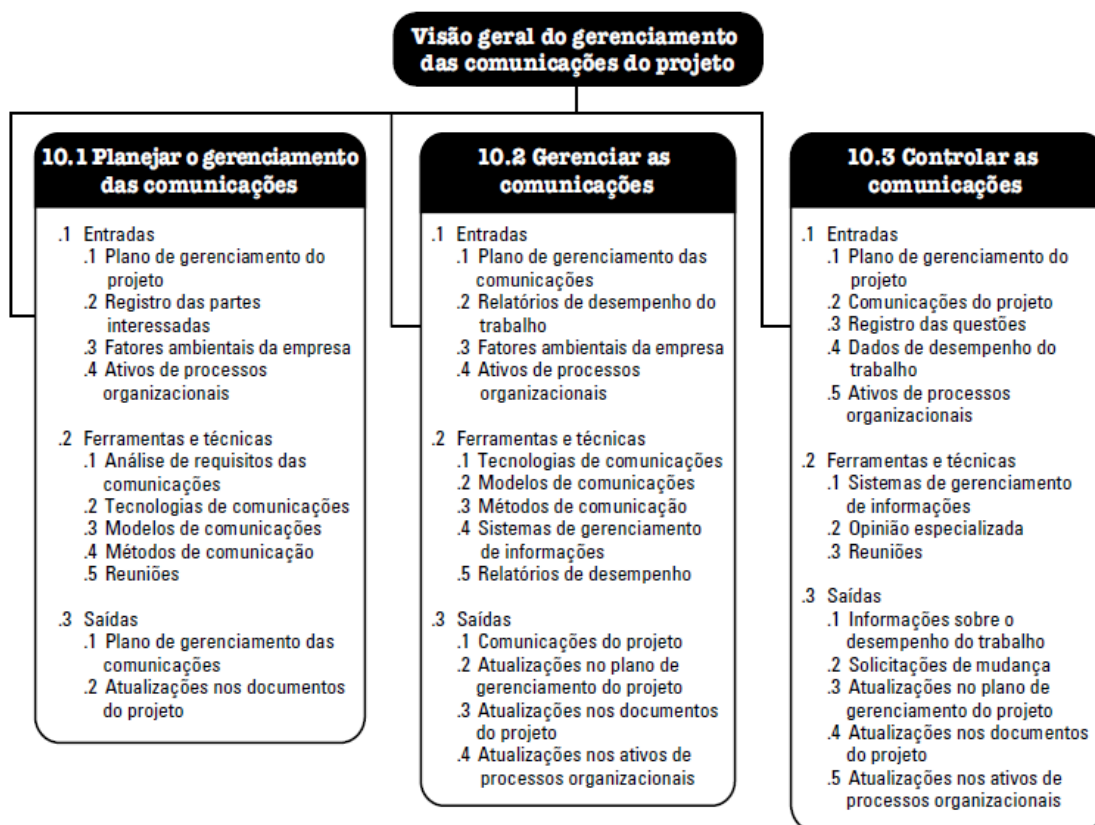 Visão geral do gerenciamento
das comunicações do projeto
10.1 Planejar o gerenciamento
das comunicações
.1 Entradas
.1 Plano de gerenciamento do
projeto
.2 Registro das partes
interessadas
.3 Fatores ambientais da empresa
.4 Ativos de processos
organizacionais
.2 Ferramentas e técnicas
.1 Análise de requisitos das
comunicações
.2 Tecnologias de comunicações
.3 Modelos de comunicações
.4 Métodos de comunicação
.5 Reuniões
.3 Saídas
.1 Plano de gerenciamento das
comunicações
.2 Atualizações nos documentos
do projeto
10.2 Gerenciar as
comunicações
.1 Entradas
.1 Plano de gerenciamento das
comunicações
.2 Relatórios de desempenho do
trabalho
.3 Fatores ambientais da empresa
.4 Ativos de processos
organizacionais
.2 Ferramentas e técnicas
.1 Tecnologias de comunicações
.2 Modelos de comunicações
.3 Métodos de comunicação
.4 Sistemas de gerenciamento
de informações
.5 Relatórios de desempenho
.3 Saídas
.1 Comunicações do projeto
.2 Atualizações no plano de
gerenciamento do projeto
.3 Atualizações nos documentos
do projeto
.4 Atualizações nos ativos de
processos organizacionais
10.3 Controlar as
comunicações
.1 Entradas
.1 Plano de gerenciamento do
projeto
.2 Comunicações do projeto
.3 Registro das questões
.4 Dados de desempenho do
trabalho
.5 Ativos de processos
organizacionais
.2 Ferramentas e técnicas
.1 Sistemas de gerenciamento
de informações
.2 Opinião especializada
.3 Reuniões
.3 Saídas
.1 Informações sobre o
desempenho do trabalho
.2 Solicitações de mudança
.3 Atualizações no plano de
gerenciamento do projeto
.4 Atualizações nos documentos
do projeto
.5 Atualizações nos ativos de
processos organizacionais